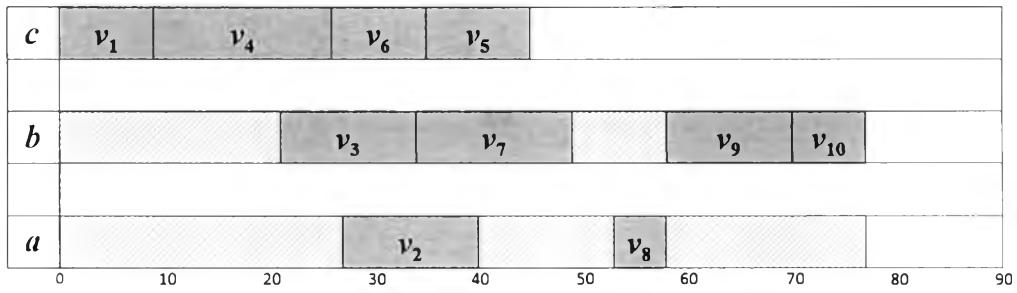 c v₁ v₄ v₆ v₅
b v₃ v₇ v₉ v₁₀
a v₂ v₈
0 10 20 30 40 50 60 70 80 90